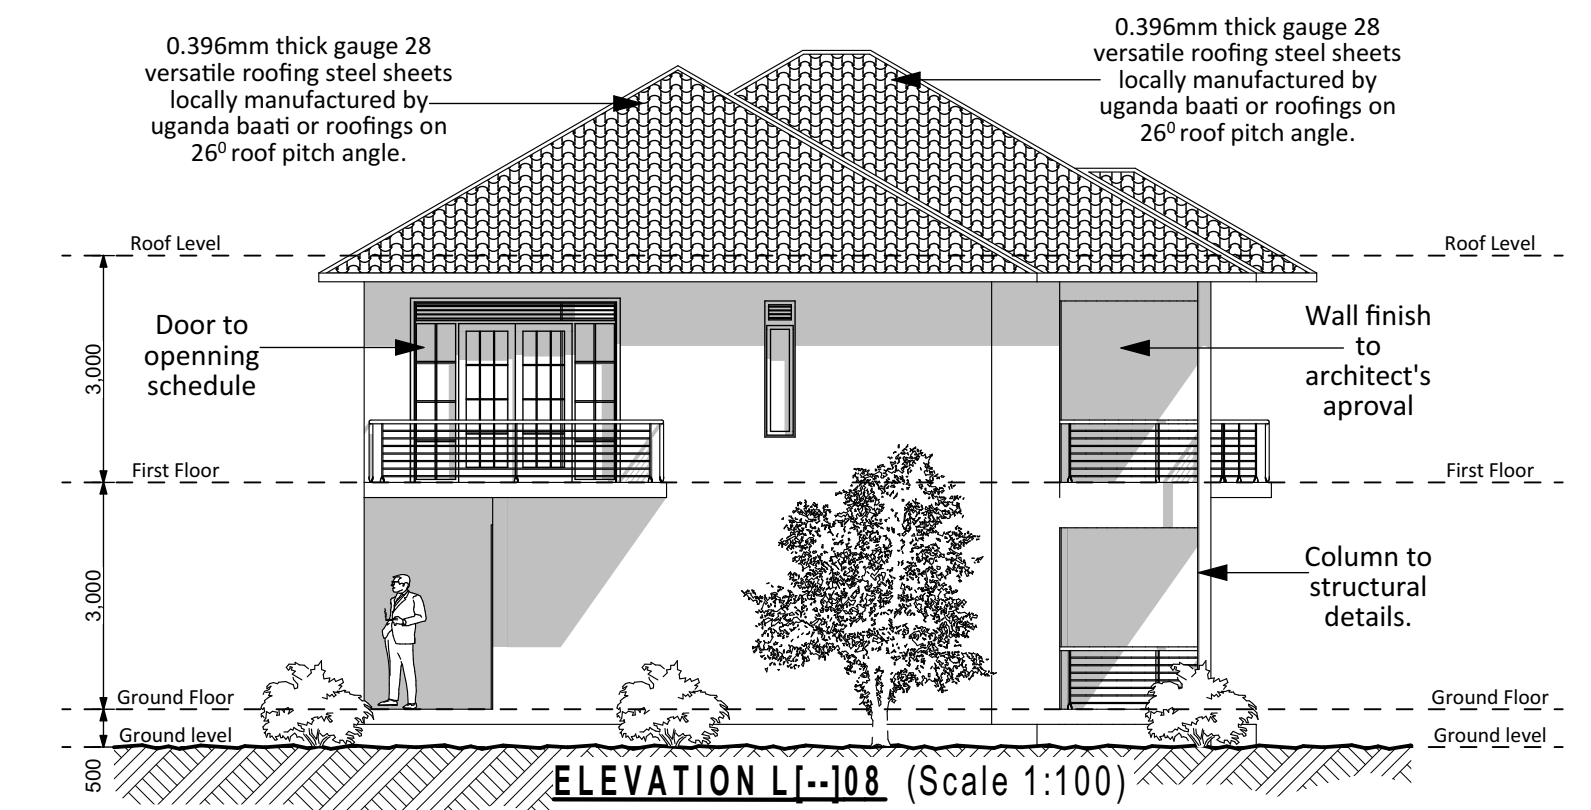 0.396mm thick gauge 28
versatile roofing steel sheets
locally manufactured by
uganda baati or roofings on
26⁰ roof pitch angle.
0.396mm thick gauge 28
versatile roofing steel sheets
locally manufactured by
uganda baati or roofings on
26⁰ roof pitch angle.
Roof Level
Roof Level
Door to
openning
schedule
Wall finish
to
architect's
aproval
3,000
First Floor
First Floor
Column to
structural
details.
3,000
Ground Floor
Ground Floor
Ground level
Ground level
500
ELEVATION L[--]08 (Scale 1:100)